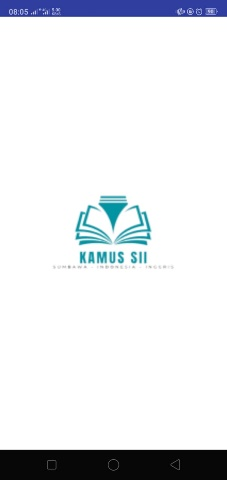 08:05
KAMUS SII
SUMBAWA - INDONESIA - INGGRIS